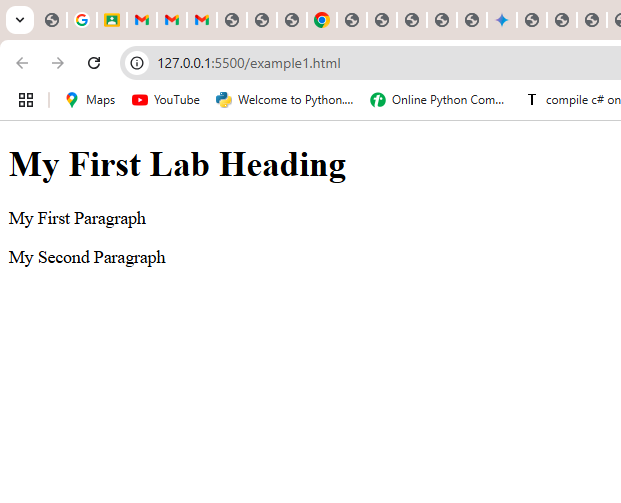 127.0.0.1:5500/example1.html
Maps YouTube Welcome to Python.... Online Python Com... T compile c# on
My First Lab Heading
My First Paragraph
My Second Paragraph